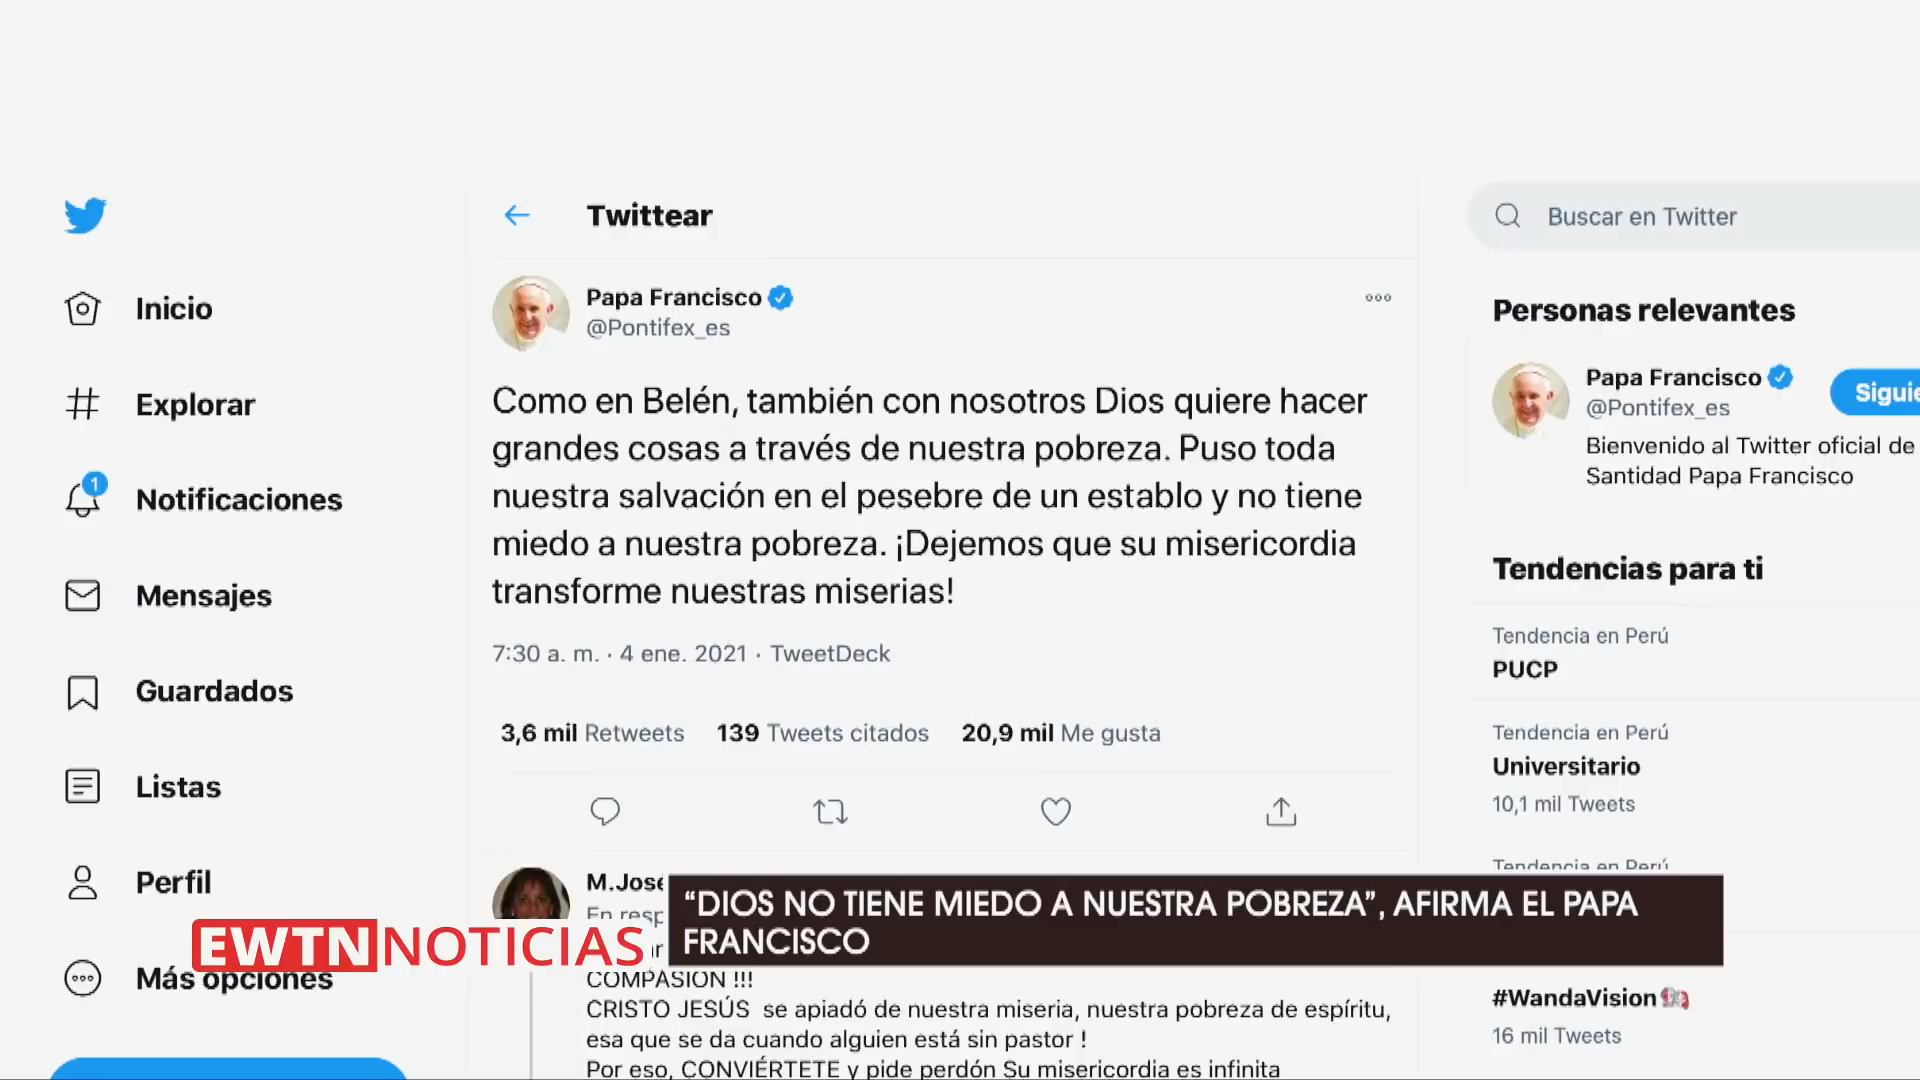 Inicio
Explorar
1
Notificaciones
Mensajes
Guardados
Listas
Perfil
Más opciones
Twittear
Papa Francisco
@Pontifex_es
Como en Belén, también con nosotros Dios quiere hacer
grandes cosas a través de nuestra pobreza. Puso toda
nuestra salvación en el pesebre de un establo y no tiene
miedo a nuestra pobreza. ¡Dejemos que su misericordia
transforme nuestras miserias!
7:30 a. m. · 4 ene. 2021 · TweetDeck
3,6 mil Retweets 139 Tweets citados 20,9 mil Me gusta
M.José
En resp
COMPASIÓN !!!
CRISTO JESÚS se apiadó de nuestra miseria, nuestra pobreza de espíritu,
esa que se da cuando alguien está sin pastor !
Por eso, CONVIÉRTETE y pide perdón Su misericordia es infinita
Buscar en Twitter
Personas relevantes
Papa Francisco
@Pontifex_es
Siguie
Bienvenido al Twitter oficial de
Santidad Papa Francisco
Tendencias para ti
Tendencia en Perú
PUCP
Tendencia en Perú
Universitario
10,1 mil Tweets
Tendencia en Perú
#WandaVision
16 mil Tweets
EWTN NOTICIAS
“DIOS NO TIENE MIEDO A NUESTRA POBREZA”, AFIRMA EL PAPA
FRANCISCO